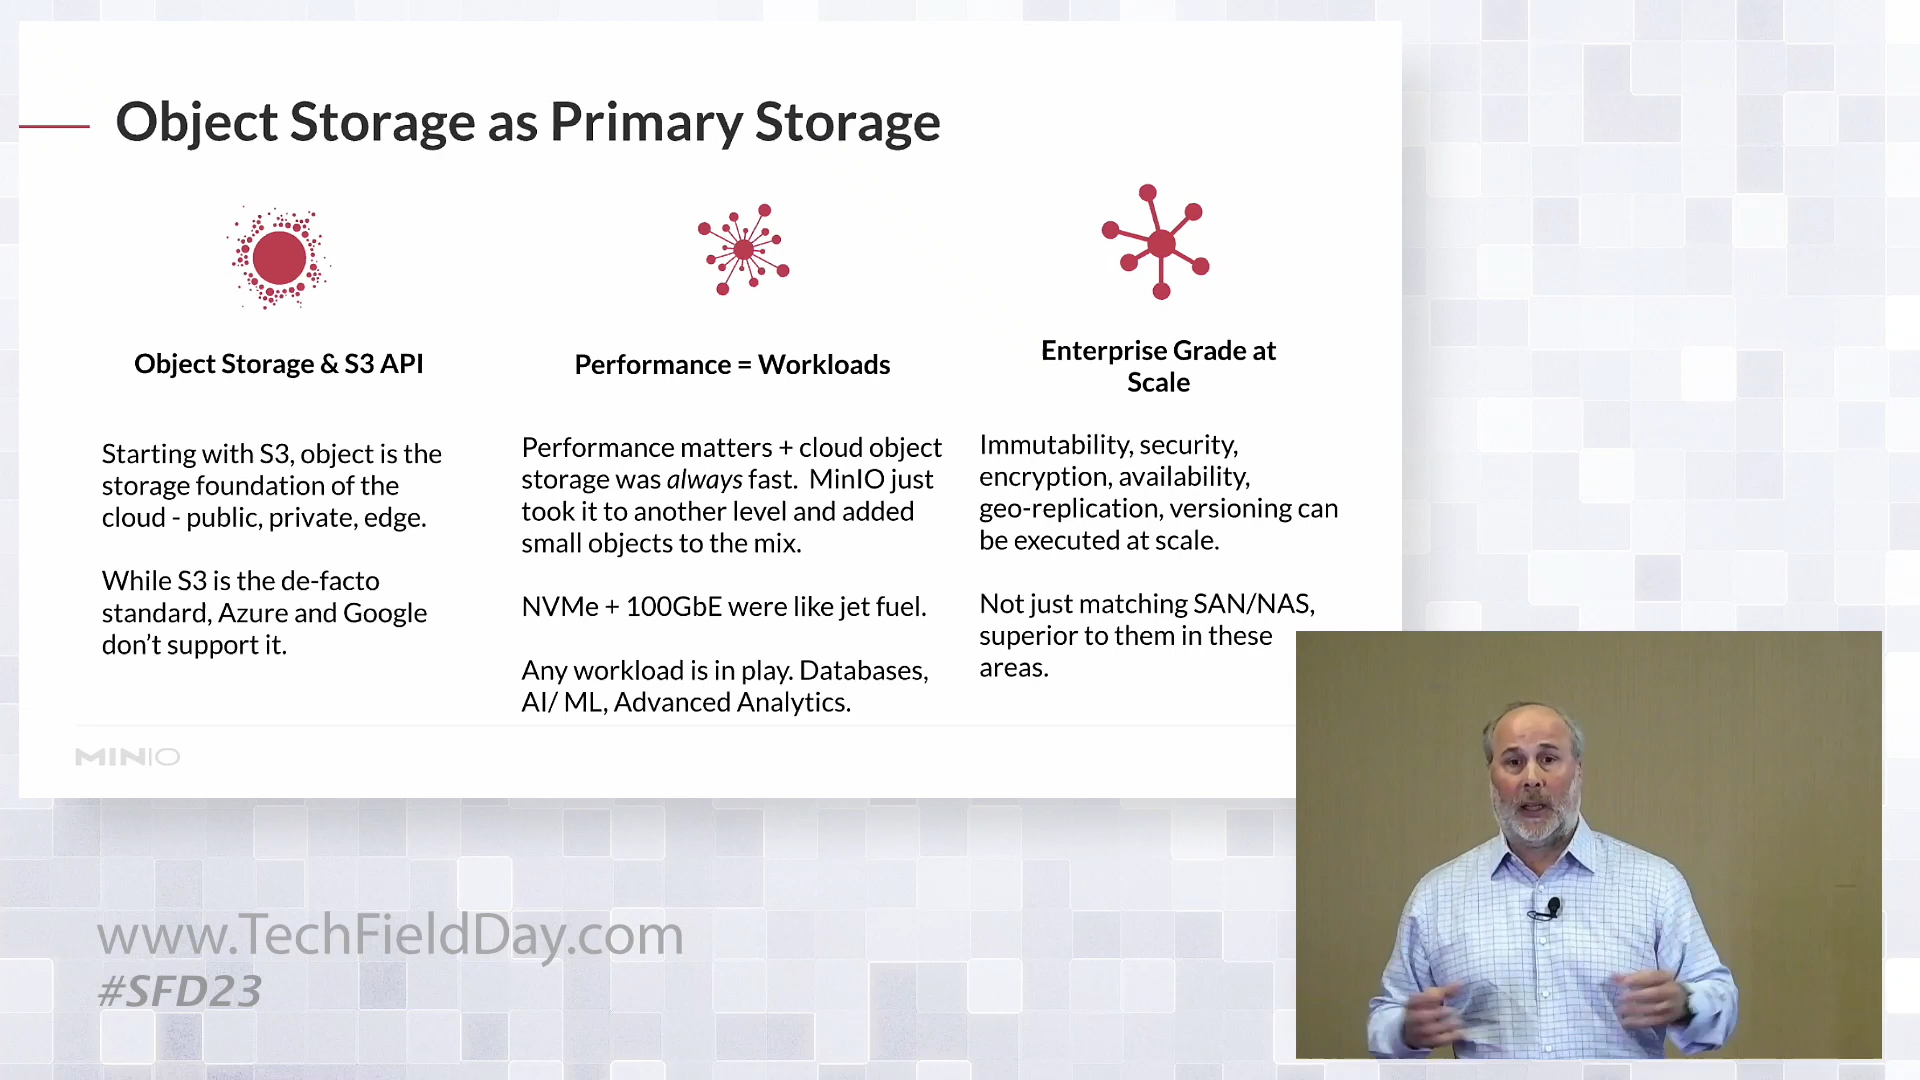 Object Storage as Primary Storage
Object Storage & S3 API
Starting with S3, object is the
storage foundation of the
cloud - public, private, edge.
While S3 is the de-facto
standard, Azure and Google
don’t support it.
Performance = Workloads
Performance matters + cloud object
storage was always fast.  MinIO just
took it to another level and added
small objects to the mix.
NVMe + 100GbE were like jet fuel.
Any workload is in play. Databases,
AI/ ML, Advanced Analytics.
Enterprise Grade at
Scale
Immutability, security,
encryption, availability,
geo-replication, versioning can
be executed at scale.
Not just matching SAN/NAS,
superior to them in these
areas.
MINIO
www.TechFieldDay.com
#SFD23